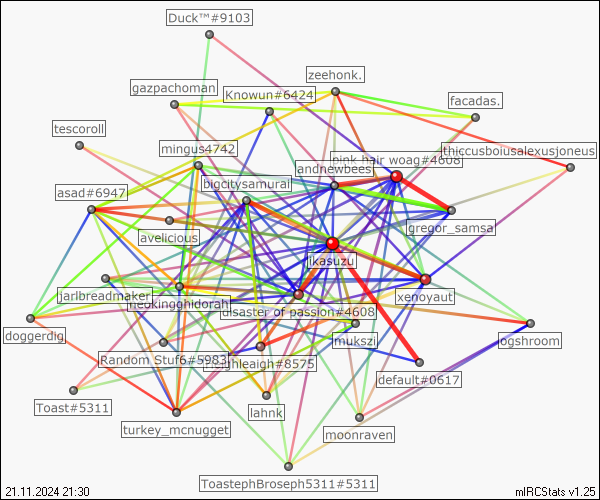 Duck™#9103
zeehonk.
gazpachoman
Knowun#6424
facadas.
tescoroll
mingus4742
thiccusboiusalexusjoneus
pink hair woag#4608
andnewbees
bigcitysamurai
asad#6947
gregor_samsa
avelicious
ikasuzu
jarlbreadmaker
neokingghidorah
xenoyaut
disaster of passion#4608
doggerdig
mukszi
ogshroom
Random Stuf6#5983
#8575
default#0617
Toast#5311
lahnk
turkey_mcnugget
moonraven
ToastephBroseph5311#5311
21.11.2024 21:30
mIRCStats v1.25